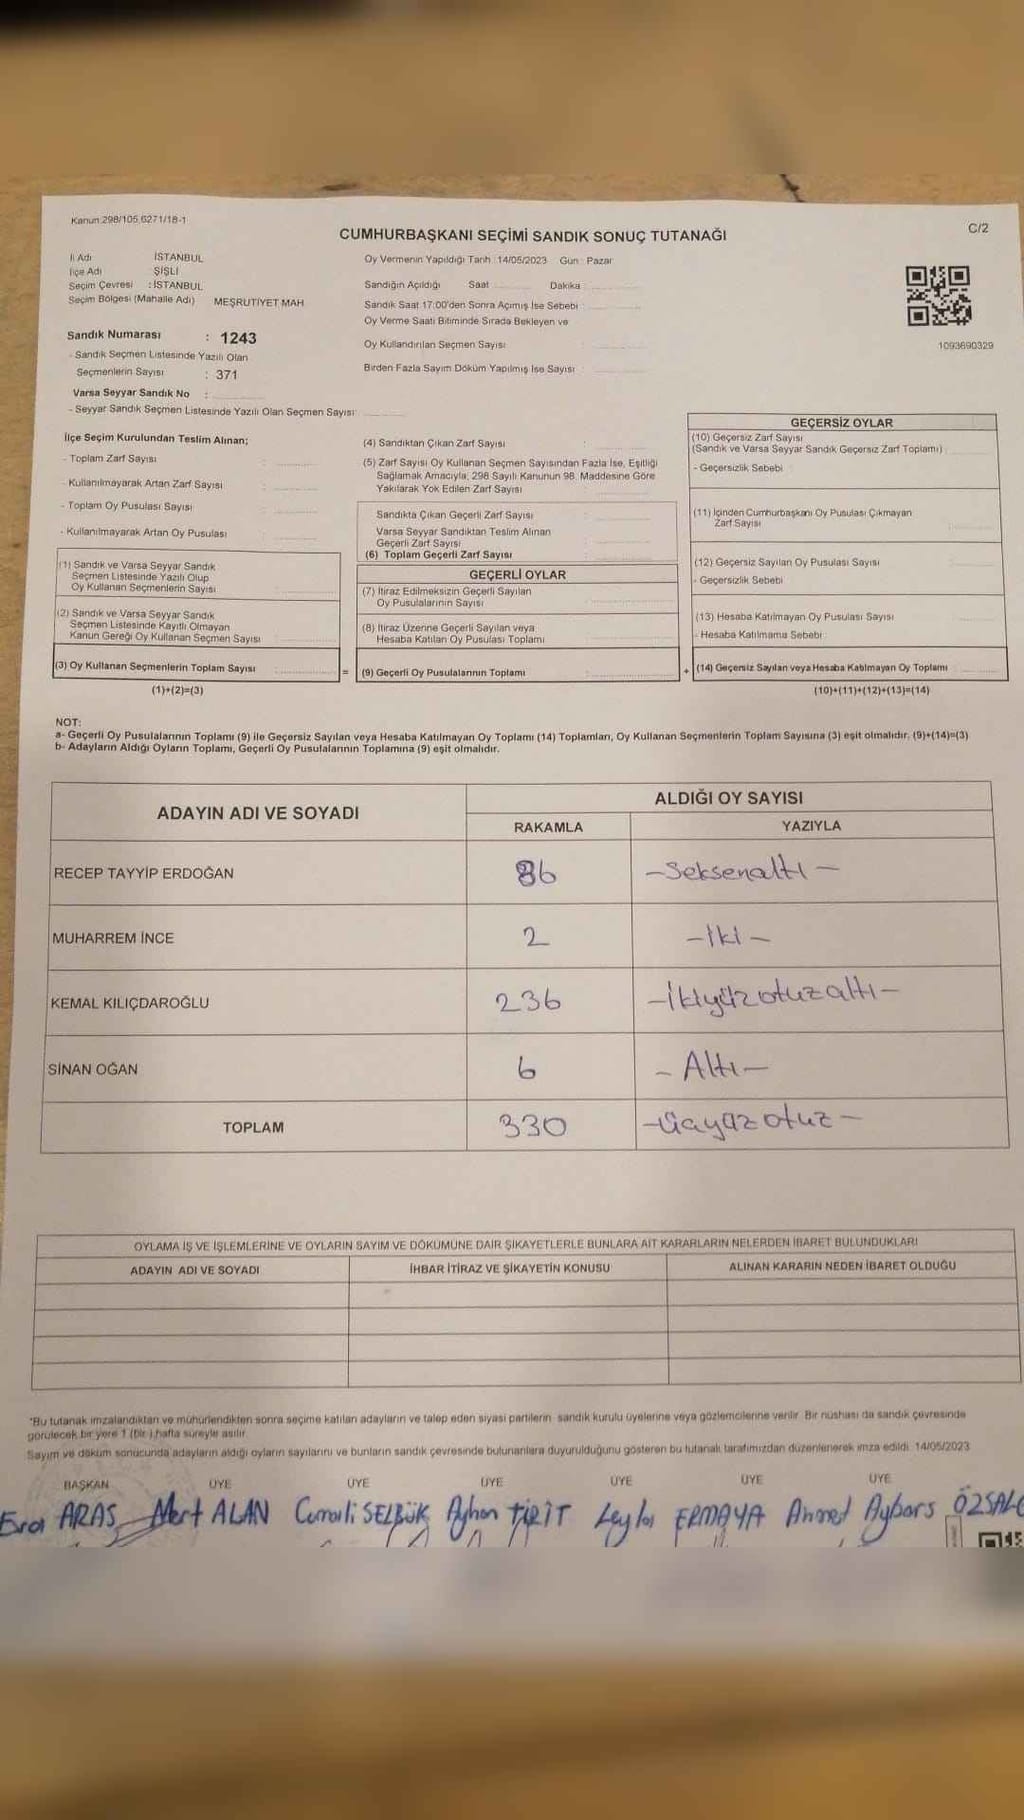 Kanun 298/105,6271/18-1
C/2
CUMHURBAŞKANI SEÇİMİ SANDIK SONUÇ TUTANAĞI
İl Adı İSTANBUL
İlçe Adı ŞİŞLİ
Seçim Çevresi : İSTANBUL
Seçim Bölgesi (Mahalle Adı) MEŞRUTİYET MAH
Sandık Numarası : 1243
- Sandık Seçmen Listesinde Yazılı Olan
Seçmenlerin Sayısı : 371
Varsa Seyyar Sandık No :
- Seyyar Sandık Seçmen Listesinde Yazılı Olan Seçmen Sayısı
Oy Vermenin Yapıldığı Tarih : 14/05/2023 Gün : Pazar
Sandığın Açıldığı Saat Dakika
Sandık Saat 17:00'den Sonra Açımış İse Sebebi :
Oy Verme Saati Bitiminde Sırada Bekleyen ve
Oy Kullandırılan Seçmen Sayısı :
Birden Fazla Sayım Döküm Yapılmış İse Sayısı :
1093690329
İlçe Seçim Kurulundan Teslim Alınan;
- Toplam Zarf Sayısı :
- Kullanılmayarak Artan Zarf Sayısı :
- Toplam Oy Pusulası Sayısı :
- Kullanılmayarak Artan Oy Pusulası :
(1) Sandık ve Varsa Seyyar Sandık
Seçmen Listesinde Yazılı Olup
Oy Kullanan Seçmenlerin Sayısı :
(2) Sandık ve Varsa Seyyar Sandık
Seçmen Listesinde Kayıtlı Olmayan
Kanun Gereği Oy Kullanan Seçmen Sayısı :
(3) Oy Kullanan Seçmenlerin Toplam Sayısı
(1)+(2)=(3)
=
(4) Sandıktan Çıkan Zarf Sayısı :
(5) Zarf Sayısı Oy Kullanan Seçmen Sayısından Fazla İse, Eşitliği
Sağlamak Amacıyla, 298 Sayılı Kanunun 98. Maddesine Göre
Yakılarak Yok Edilen Zarf Sayısı :
Sandıkta Çıkan Geçerli Zarf Sayısı :
Varsa Seyyar Sandıktan Teslim Alınan
Geçerli Zarf Sayısı :
(6) Toplam Geçerli Zarf Sayısı :
GEÇERLİ OYLAR
(7) İtiraz Edilmeksizin Geçerli Sayılan
Oy Pusulalarının Sayısı :
(8) İtiraz Üzerine Geçerli Sayılan veya
Hesaba Katılan Oy Pusulası Toplamı :
(9) Geçerli Oy Pusulalarının Toplamı :
+
GEÇERSİZ OYLAR
(10) Geçersiz Zarf Sayısı
(Sandık ve Varsa Seyyar Sandık Geçersiz Zarf Toplamı) :
- Geçersizlik Sebebi
(11) İçinden Cumhurbaşkanı Oy Pusulası Çıkmayan
Zarf Sayısı
(12) Geçersiz Sayılan Oy Pusulası Sayısı
- Geçersizlik Sebebi
(13) Hesaba Katılmayan Oy Pusulası Sayısı
- Hesaba Katılmama Sebebi :
(14) Geçersiz Sayılan veya Hesaba Katılmayan Oy Toplamı
(10)+(11)+(12)+(13)=(14)
NOT:
a- Geçerli Oy Pusulalarının Toplamı (9) ile Geçersiz Sayılan veya Hesaba Katılmayan Oy Toplamı (14) Toplamları, Oy Kullanan Seçmenlerin Toplam Sayısına (3) eşit olmalıdır. (9)+(14)=(3)
b- Adayların Aldığı Oyların Toplamı, Geçerli Oy Pusulalarının Toplamına (9) eşit olmalıdır.
ADAYIN ADI VE SOYADI
ALDIĞI OY SAYISI
RAKAMLA YAZIYLA
RECEP TAYYİP ERDOĞAN 86 -Seksenaltı-
MUHARREM İNCE 2 -İki-
KEMAL KILIÇDAROĞLU 236 -İkiyüzotuzaltı-
SİNAN OĞAN 6 -Altı-
TOPLAM 330 -Üçyüzotuz-
OYLAMA İŞ VE İŞLEMLERİNE VE OYLARIN SAYIM VE DÖKÜMÜNE DAİR ŞİKAYETLERLE BUNLARA AİT KARARLARIN NELERDEN İBARET BULUNDUKLARI
ADAYIN ADI VE SOYADI İHBAR İTİRAZ VE ŞİKAYETİN KONUSU ALINAN KARARIN NEDEN İBARET OLDUĞU
*Bu tutanak imzalandıktan ve mühürlendikten sonra seçime katılan adayların ve talep eden siyasi partilerin sandık kurulu üyelerine veya gözlemcilerine verilir. Bir nüshası da sandık çevresinde
görülecek bir yere 1 (bir ) hafta süreyle asılır.
Sayım ve döküm sonucunda adayların aldığı oyların sayılarını ve bunların sandık çevresinde bulunanlara duyurulduğunu gösteren bu tutanak tarafımızdan düzenlenerek imza edildi. 14/05/2023
BAŞKAN ÜYE ÜYE ÜYE ÜYE ÜYE ÜYE
ARAS Mert ALAN Cemali SELBÜK Ayhan TİRİT Leyla ERMAYA Ahmet Aybars